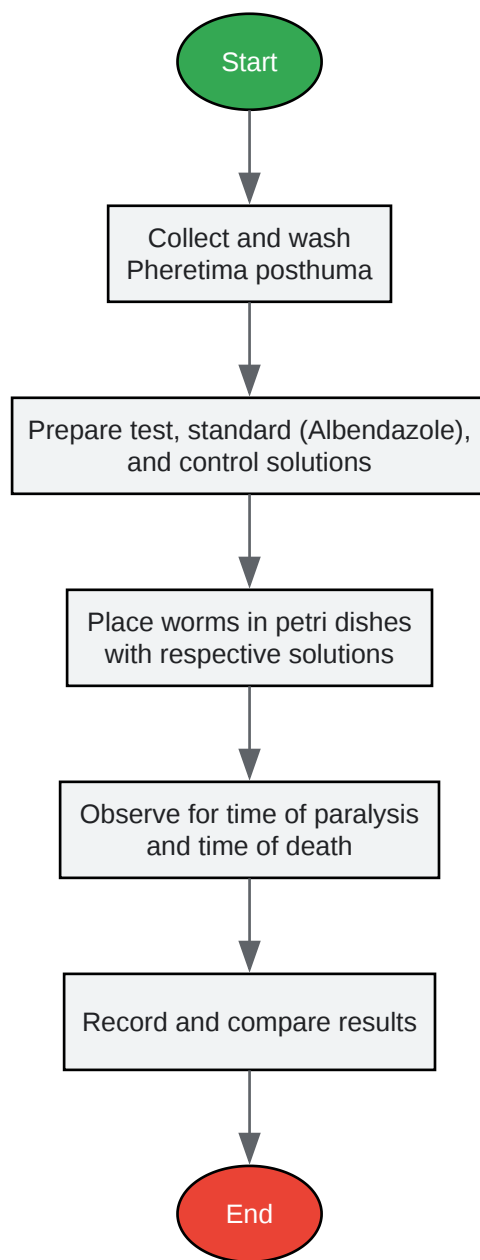 Start
Collect and wash
Pheretima posthuma
Prepare test, standard (Albendazole),
and control solutions
Place worms in petri dishes
with respective solutions
Observe for time of paralysis
and time of death
Record and compare results
End